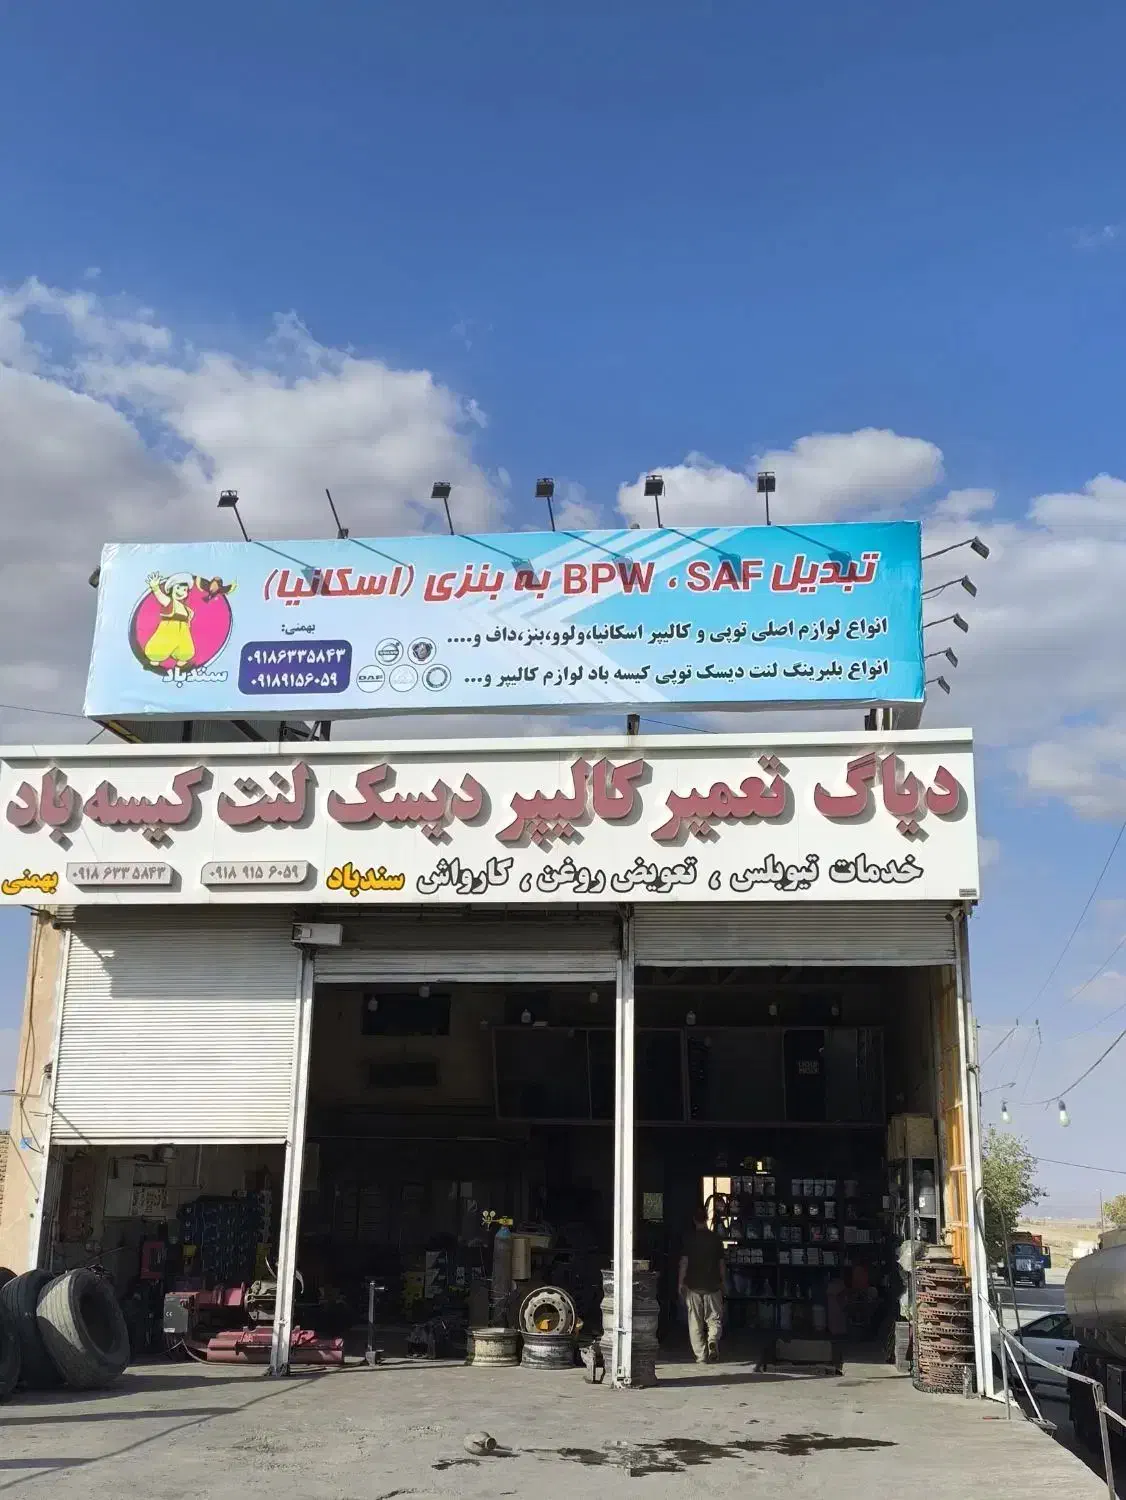 تبدیل BPW ، SAF به بنزی (اسکانیا)
انواع لوازم اصلی توپی و کالیپر اسکانیا،ولوو،بنز،داف و....
انواع بلبرینگ لنت دیسک توپی کیسه باد لوازم کالیپر و...
بهمنی:
۰۹۱۸۶۳۳۵۸۴۳
۰۹۱۸۹۱۵۶۰۵۹
سندباد
DAF
دیاگ تعمیر کالیپر دیسک لنت کیسه باد
خدمات تیوبلس ، تعویض روغن ، کارواش سندباد ۰۹۱۸ ۹۱۵ ۶۰۵۹ ۰۹۱۸ ۶۳۳ ۵۸۴۳ بهمنی